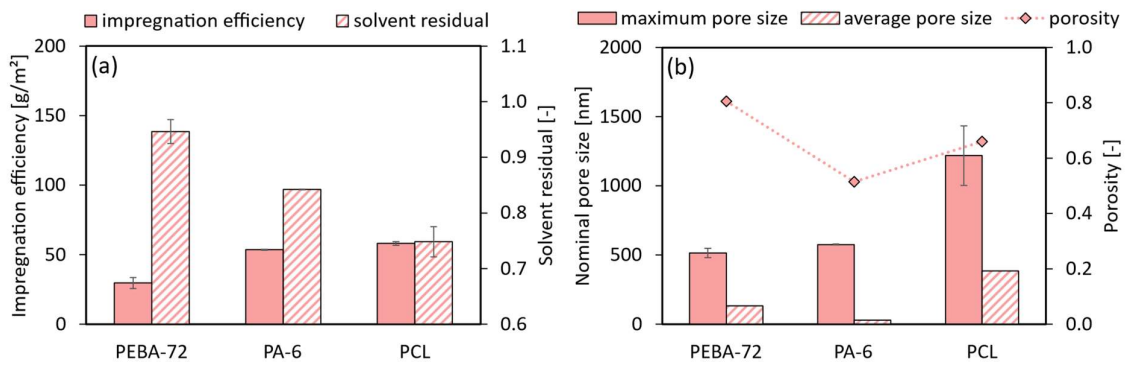 impregnation efficiency solvent residual
(a)
Impregnation efficiency [g/m²]
200
150
100
50
0
1.1
1.0
0.9
0.8
0.7
0.6
Solvent residual [-]
PEBA-72 PA-6 PCL
maximum pore size average pore size porosity
(b)
Nominal pore size [nm]
2000
1500
1000
500
0
1.0
0.8
0.6
0.4
0.2
0.0
Porosity [-]
PEBA-72 PA-6 PCL